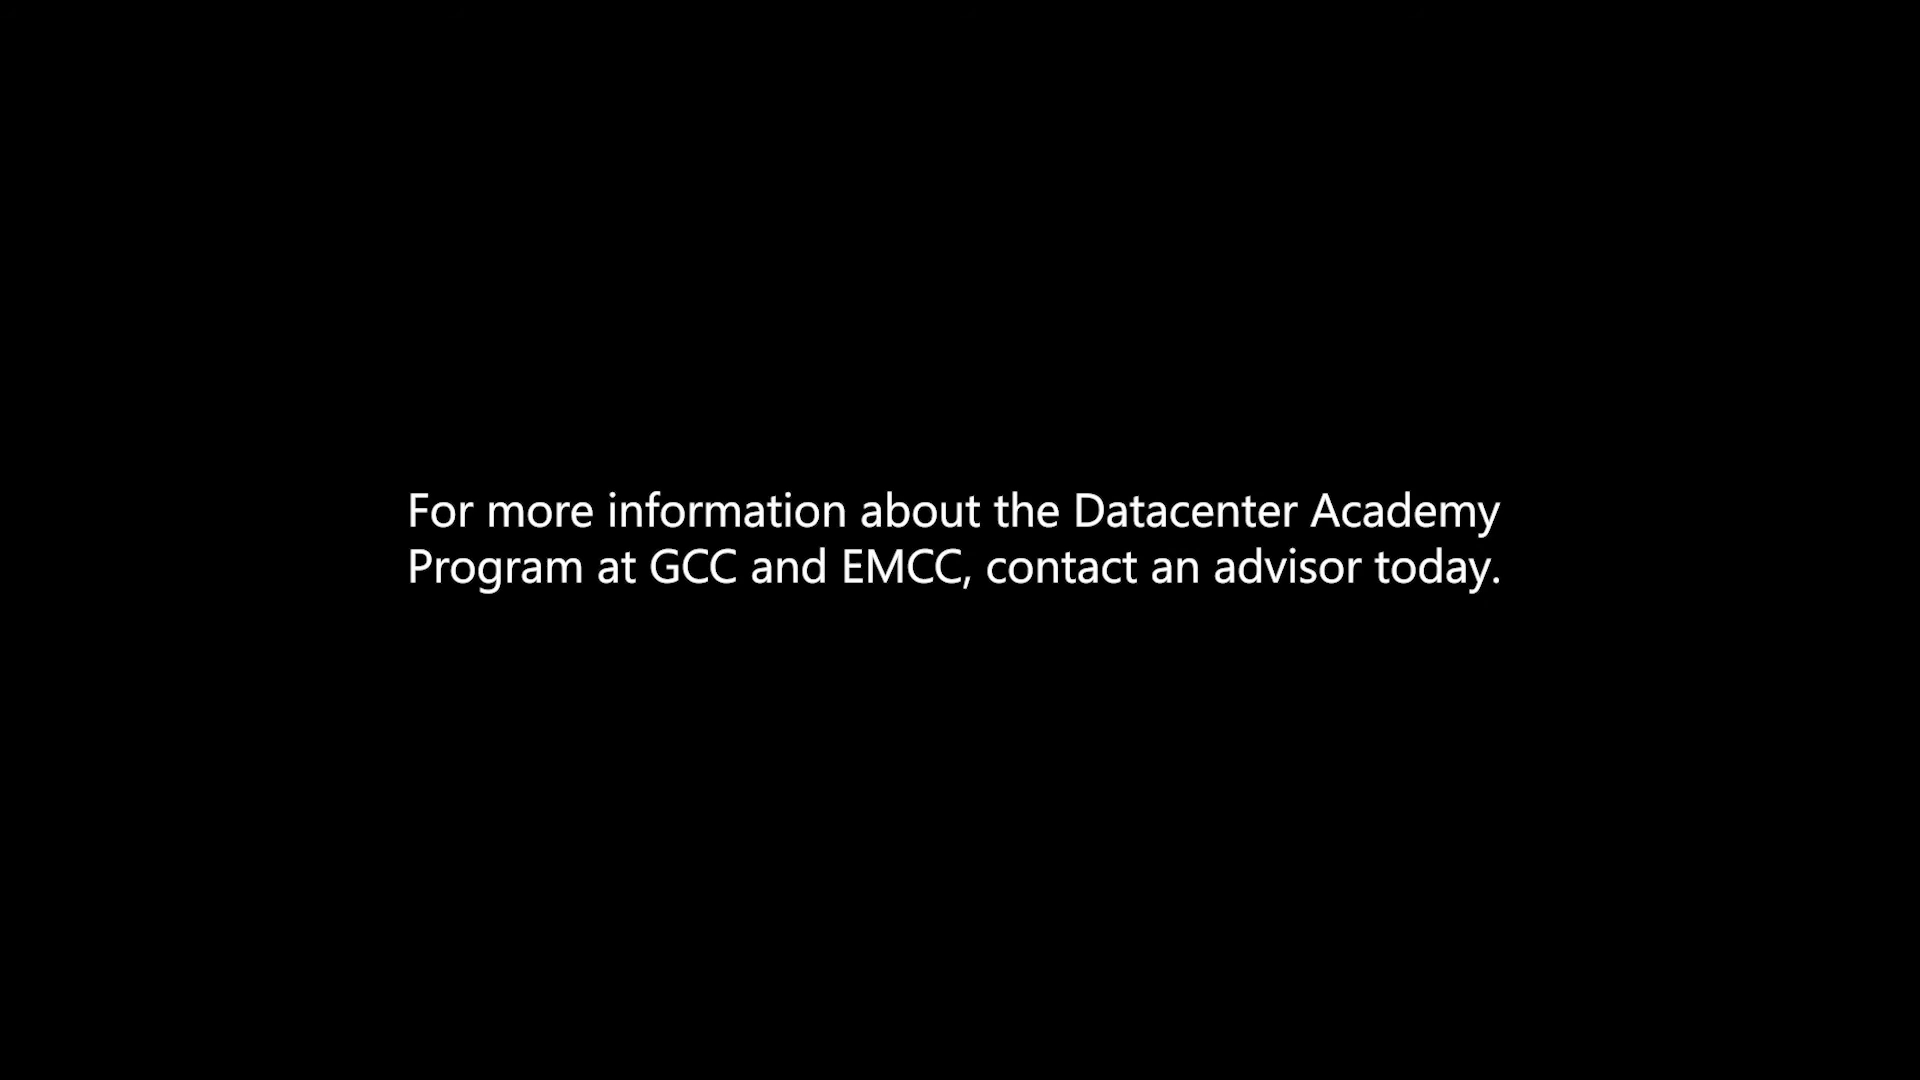 For more information about the Datacenter Academy
Program at GCC and EMCC, contact an advisor today.